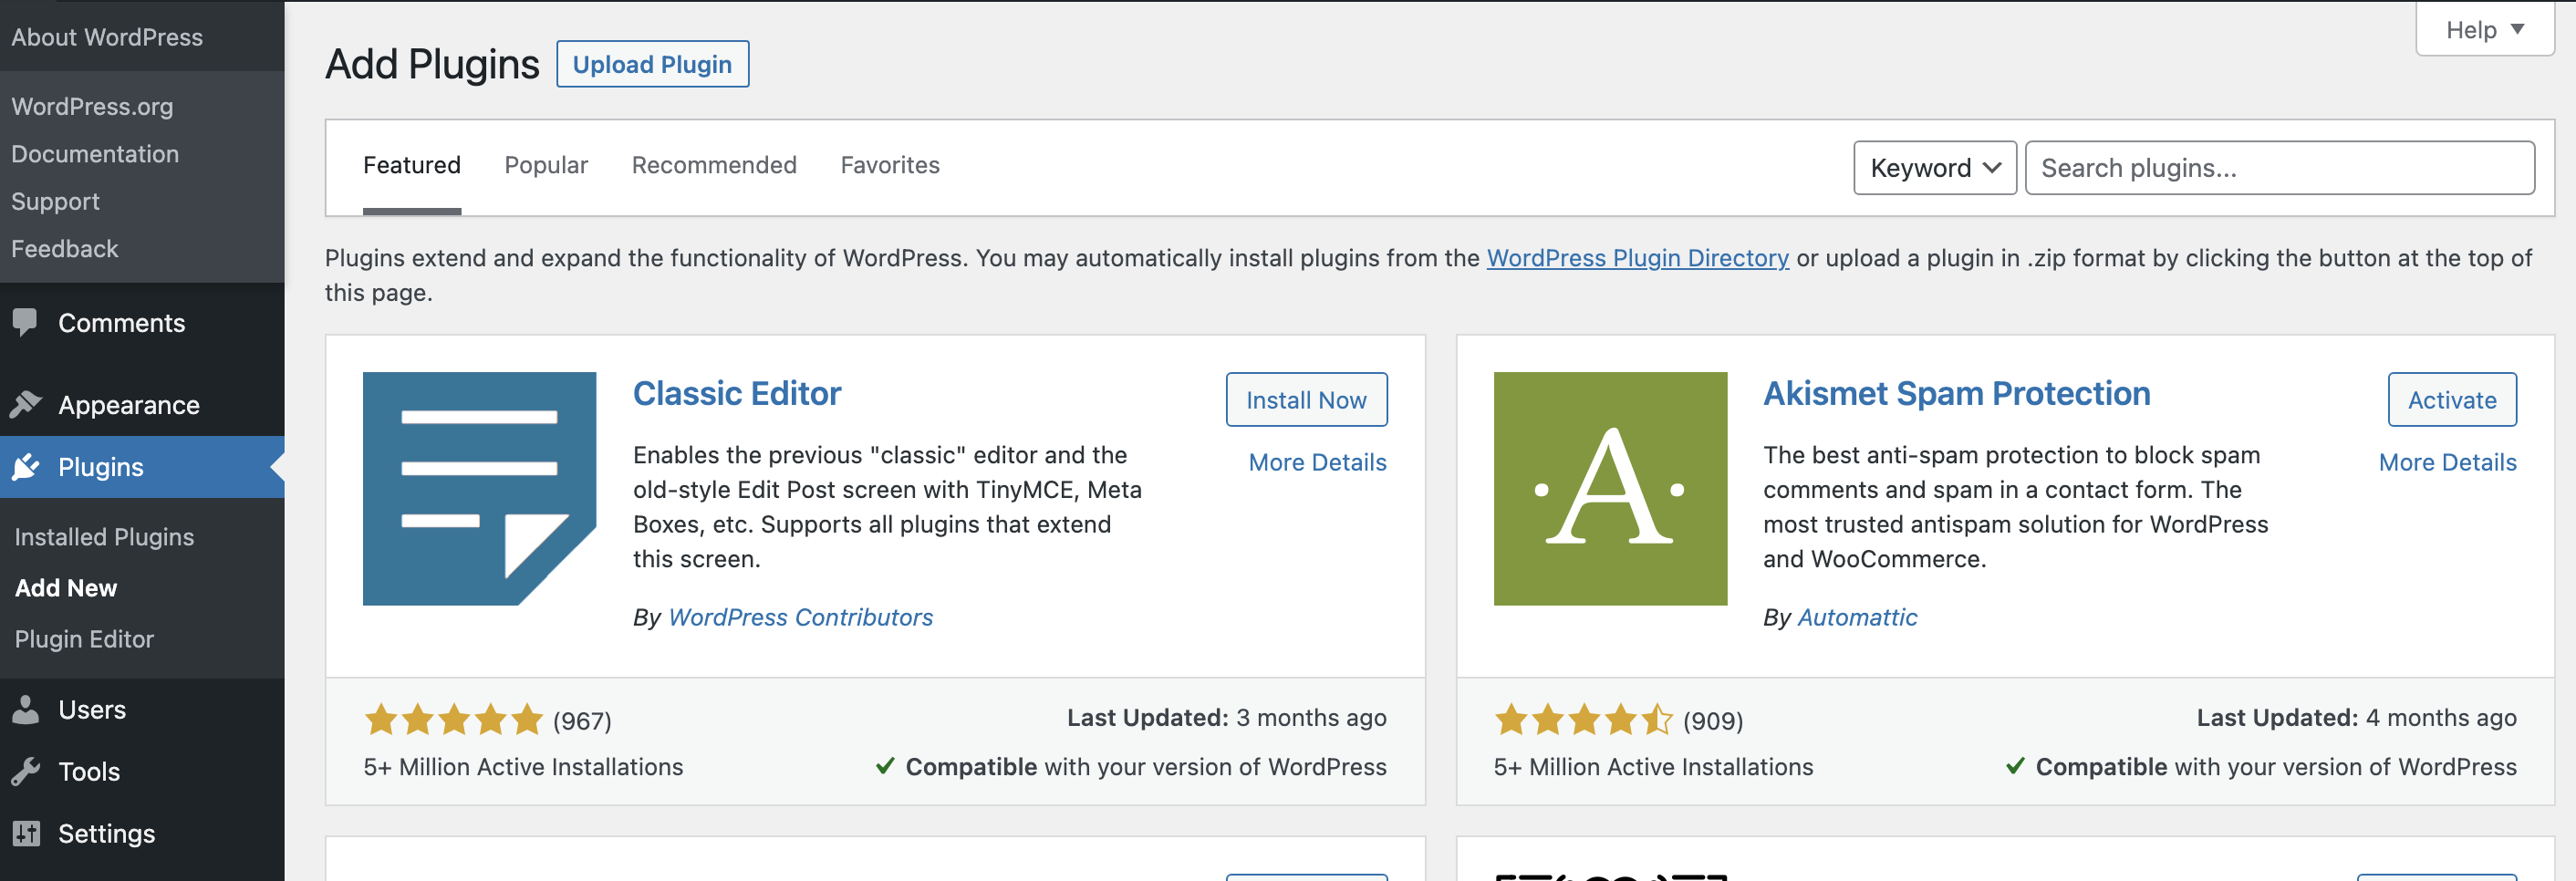 About WordPress
WordPress.org
Documentation
Support
Feedback
Comments
Appearance
Plugins
Installed Plugins
Add New
Plugin Editor
Users
Tools
Settings
Help
Add Plugins
Upload Plugin
Featured
Popular
Recommended
Favorites
Keyword
Search plugins...
Plugins extend and expand the functionality of WordPress. You may automatically install plugins from the WordPress Plugin Directory or upload a plugin in .zip format by clicking the button at the top of
this page.
Classic Editor
Install Now
More Details
Enables the previous "classic" editor and the
old-style Edit Post screen with TinyMCE, Meta
Boxes, etc. Supports all plugins that extend
this screen.
By WordPress Contributors
(967)
Last Updated: 3 months ago
5+ Million Active Installations
Compatible with your version of WordPress
·A·
Akismet Spam Protection
Activate
More Details
The best anti-spam protection to block spam
comments and spam in a contact form. The
most trusted antispam solution for WordPress
and WooCommerce.
By Automattic
(909)
Last Updated: 4 months ago
5+ Million Active Installations
Compatible with your version of WordPress